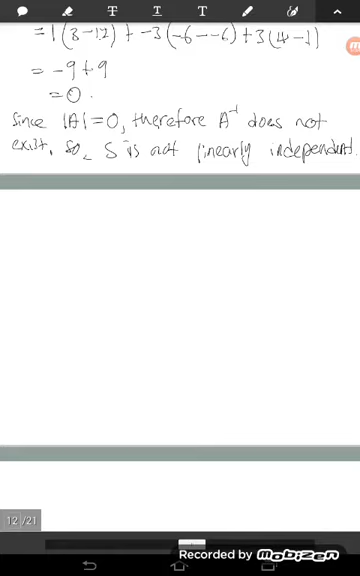 = 1(3-12) + -3(-6--6) + 3(4-1)
= -9+9
= 0.
Since |A| = 0, therefore A⁻¹ does not
exist. So, S is not linearly independent.
12 /21
Recorded by Mobizen